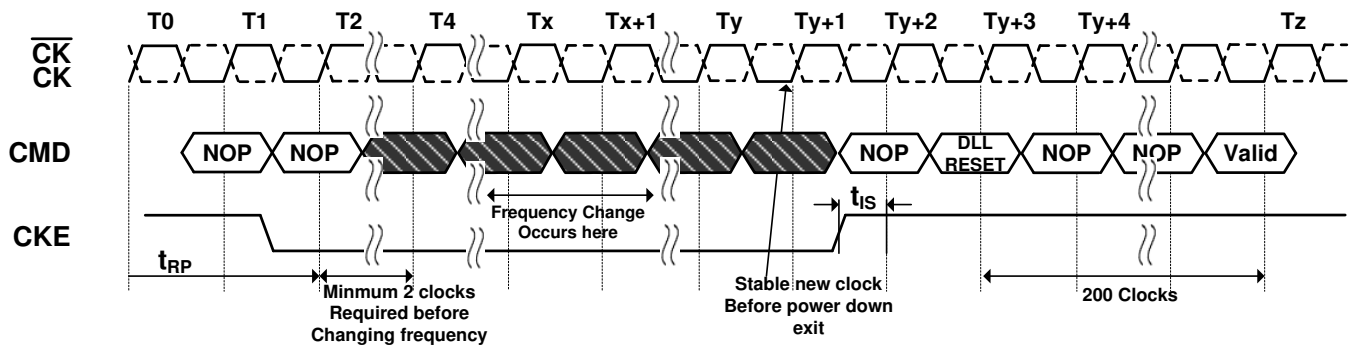 T0 T1 T2 T4 Tx Tx+1 Ty Ty+1 Ty+2 Ty+3 Ty+4 Tz
CK
CK
CMD NOP NOP NOP DLL RESET NOP NOP Valid
tIS
Frequency Change
Occurs here
CKE
tRP
Minmum 2 clocks
Required before
Changing frequency
Stable new clock
Before power down
exit
200 Clocks